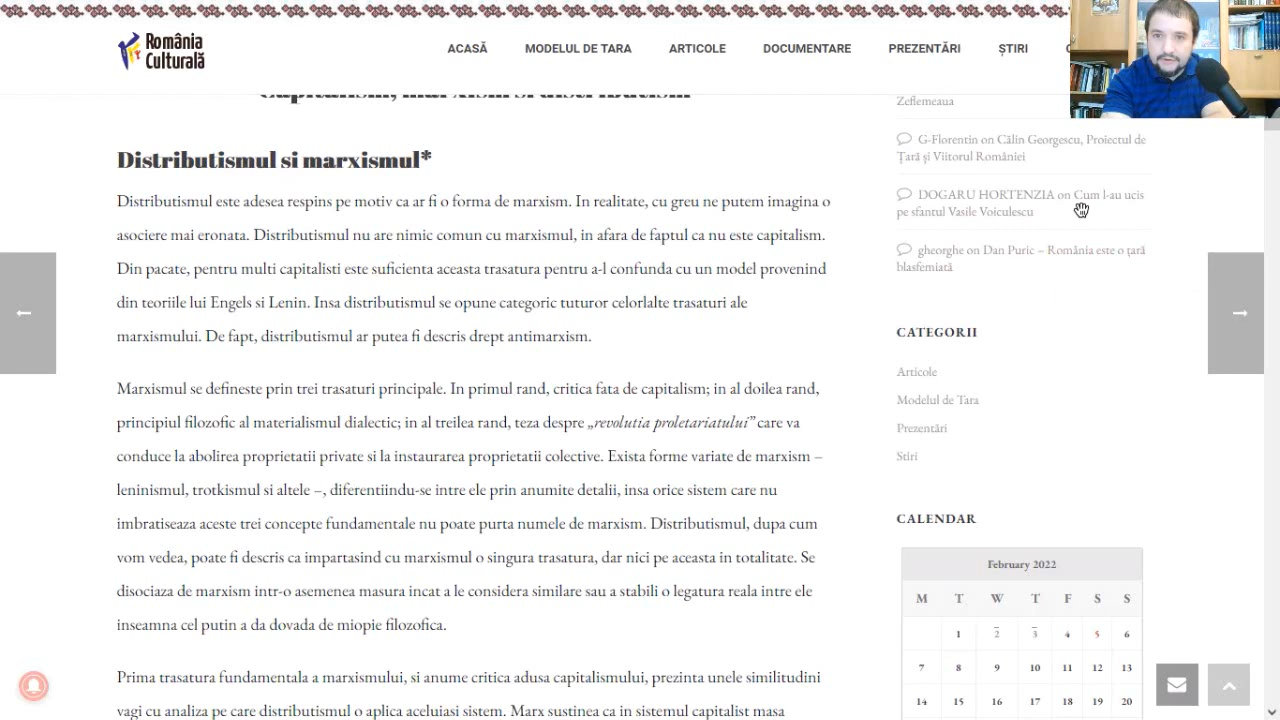 România
Culturală
ACASĂ
MODELUL DE TARA
ARTICOLE
DOCUMENTARE
PREZENTĂRI
ȘTIRI
Capitalism, marxism si distributism
Distributismul si marxismul*
Distributismul este adesea respins pe motiv ca ar fi o forma de marxism. In realitate, cu greu ne putem imagina o
asociere mai eronata. Distributismul nu are nimic comun cu marxismul, in afara de faptul ca nu este capitalism.
Din pacate, pentru multi capitalisti este suficienta aceasta trasatura pentru a-l confunda cu un model provenind
din teoriile lui Engels si Lenin. Insa distributismul se opune categoric tuturor celorlalte trasaturi ale
marxismului. De fapt, distributismul ar putea fi descris drept antimarxism.
Marxismul se defineste prin trei trasaturi principale. In primul rand, critica fata de capitalism; in al doilea rand,
principiul filozofic al materialismul dialectic; in al treilea rand, teza despre „revolutia proletariatului” care va
conduce la abolirea proprietatii private si la instaurarea proprietatii colective. Exista forme variate de marxism –
leninismul, trotkismul si altele –, diferentiindu-se intre ele prin anumite detalii, insa orice sistem care nu
imbratiseaza aceste trei concepte fundamentale nu poate purta numele de marxism. Distributismul, dupa cum
vom vedea, poate fi descris ca impartasind cu marxismul o singura trasatura, dar nici pe aceasta in totalitate. Se
disociaza de marxism intr-o asemenea masura incat a le considera similare sau a stabili o legatura reala intre ele
inseamna cel putin a da dovada de miopie filozofica.
Prima trasatura fundamentala a marxismului, si anume critica adusa capitalismului, prezinta unele similitudini
vagi cu analiza pe care distributismul o aplica aceluiasi sistem. Marx sustinea ca in sistemul capitalist masa
Zeflemeaua
G-Florentin on Călin Georgescu, Proiectul de
Țară și Viitorul României
DOGARU HORTENZIA on Cum l-au ucis
pe sfantul Vasile Voiculescu
gheorghe on Dan Puric – România este o țară
blasfemiată
CATEGORII
Articole
Modelul de Tara
Prezentări
Stiri
CALENDAR
February 2022
M T W T F S S
1 2 3 4 5 6
7 8 9 10 11 12 13
14 15 16 17 18 19 20